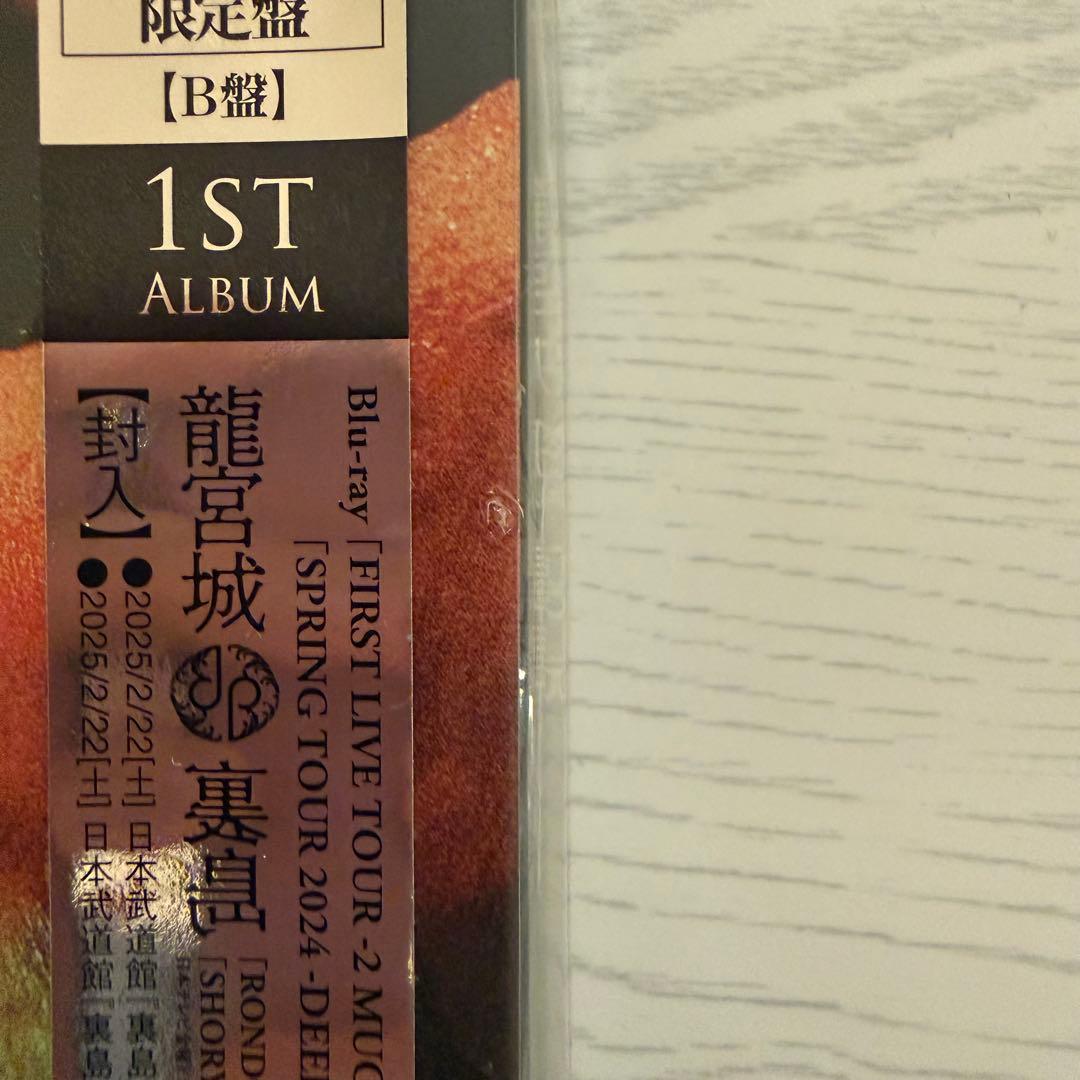 限定盤
【B盤】
1ST
ALBUM
Blu-ray「FIRST LIVE TOUR -2 MUC
「SPRING TOUR 2024 -DEEP
龍宮城 裏島
「ROND
「SHORY
【封入】●2025/2/22[土] 日本武道館『裏島
●2025/2/22[土] 日本武道館『裏島